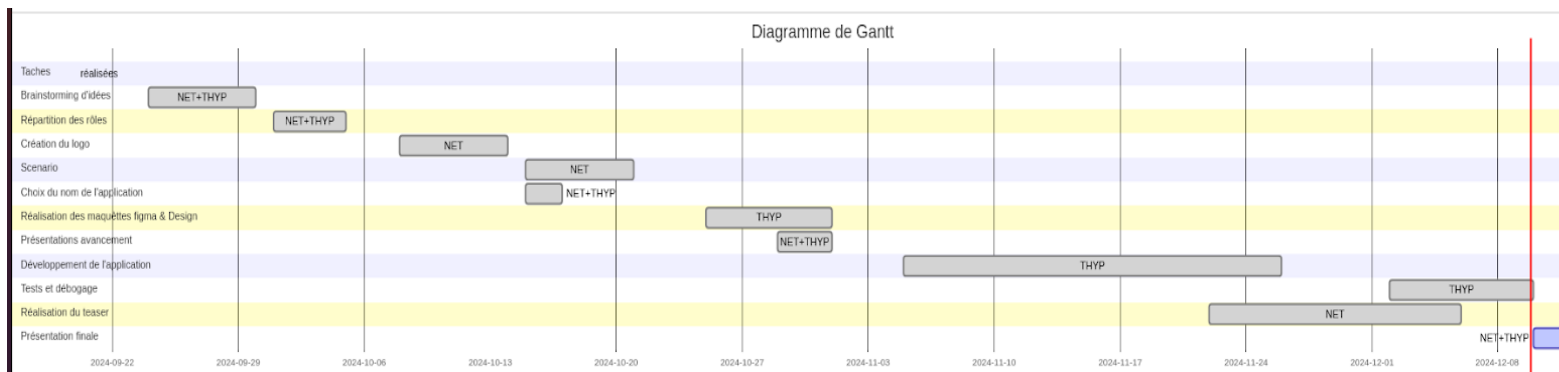 Diagramme de Gantt
Taches réalisées
Brainstorming d'idées NET+THYP
Répartition des rôles NET+THYP
Création du logo NET
Scenario NET
Choix du nom de l'application NET+THYP
Réalisation des maquêttes figma & Design THYP
Présentations avancement NET+THYP
Développement de l'application THYP
Tests et débogage THYP
Réalisation du teaser NET
Présentation finale NET+THYP
2024-09-22 2024-09-29 2024-10-06 2024-10-13 2024-10-20 2024-10-27 2024-11-03 2024-11-10 2024-11-17 2024-11-24 2024-12-01 2024-12-08